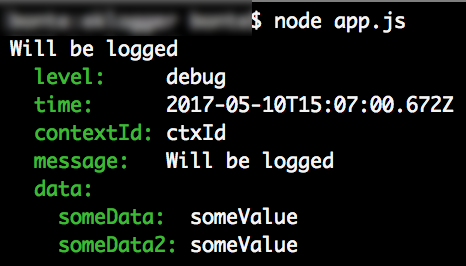 $ node app.js
Will be logged
level: debug
time: 2017-05-10T15:07:00.672Z
contextId: ctxId
message: Will be logged
data:
someData: someValue
someData2: someValue